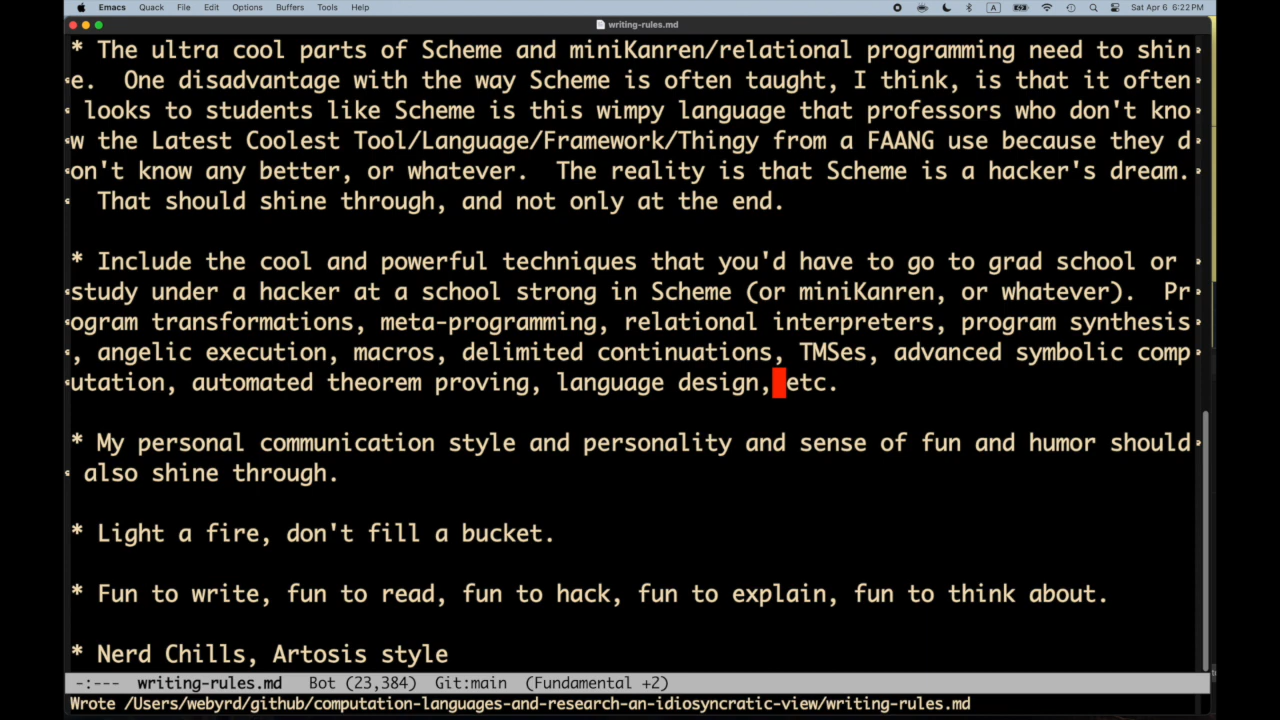 Emacs Quack File Edit Options Buffers Tools Help Sat Apr 6 6:22 PM
writing-rules.md
* The ultra cool parts of Scheme and miniKanren/relational programming need to shin
e.  One disadvantage with the way Scheme is often taught, I think, is that it often
looks to students like Scheme is this wimpy language that professors who don't kno
w the Latest Coolest Tool/Language/Framework/Thingy from a FAANG use because they d
on't know any better, or whatever.  The reality is that Scheme is a hacker's dream.
That should shine through, and not only at the end.
* Include the cool and powerful techniques that you'd have to go to grad school or
study under a hacker at a school strong in Scheme (or miniKanren, or whatever).  Pr
ogram transformations, meta-programming, relational interpreters, program synthesis
, angelic execution, macros, delimited continuations, TMSes, advanced symbolic comp
utation, automated theorem proving, language design, etc.
* My personal communication style and personality and sense of fun and humor should
also shine through.
* Light a fire, don't fill a bucket.
* Fun to write, fun to read, fun to hack, fun to explain, fun to think about.
* Nerd Chills, Artosis style
-:--- writing-rules.md Bot (23,384) Git:main (Fundamental +2)
Wrote /Users/webyrd/github/computation-languages-and-research-an-idiosyncratic-view/writing-rules.md